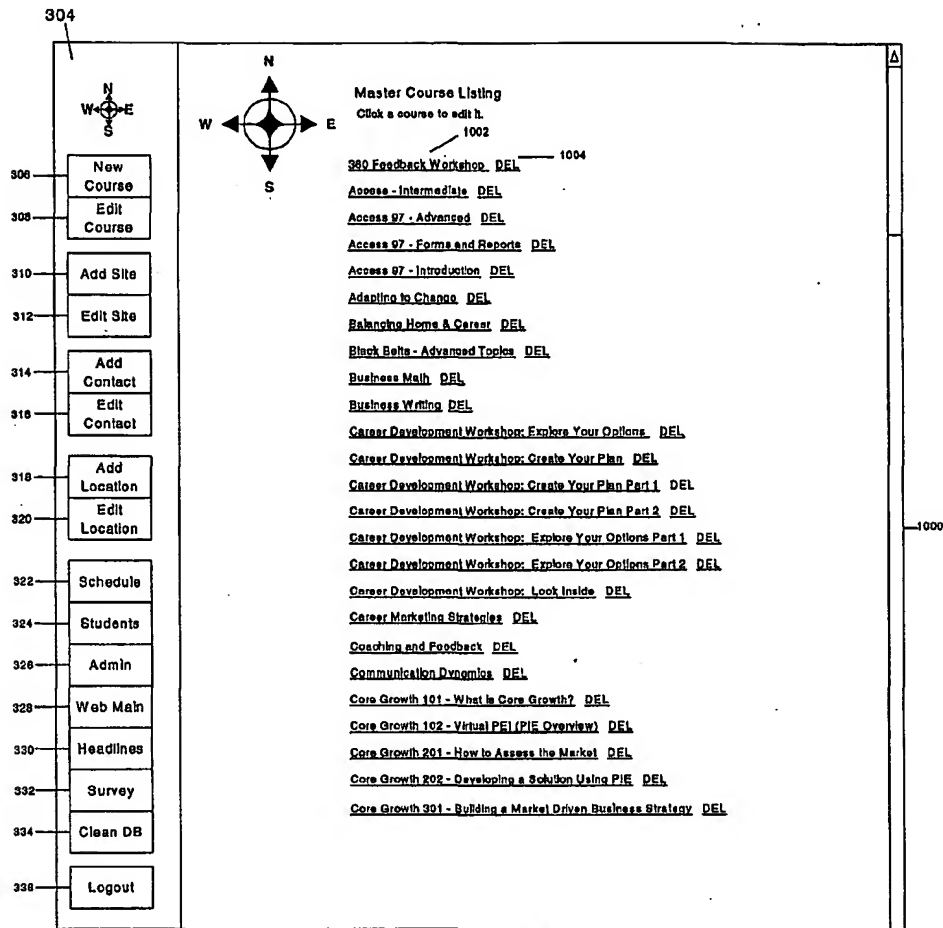 304
N
W E
S
306 New
Course
308 Edit
Course
310 Add Site
312 Edit Site
314 Add
Contact
316 Edit
Contact
318 Add
Location
320 Edit
Location
322 Schedule
324 Students
326 Admin
328 Web Main
330 Headlines
332 Survey
334 Clean DB
338 Logout
N
W E
S
Master Course Listing
Click a course to edit it.
1002
360 Feedback Workshop DEL 1004
Access - Intermediate DEL
Access 97 - Advanced DEL
Access 97 - Forms and Reports DEL
Access 97 - Introduction DEL
Adapting to Change DEL
Balancing Home & Career DEL
Black Belts - Advanced Topics DEL
Business Math DEL
Business Writing DEL
Career Development Workshop: Explore Your Options DEL
Career Development Workshop: Create Your Plan DEL
Career Development Workshop: Create Your Plan Part 1 DEL
Career Development Workshop: Create Your Plan Part 2 DEL
Career Development Workshop: Explore Your Options Part 1 DEL
Career Development Workshop: Explore Your Options Part 2 DEL
Career Development Workshop: Look Inside DEL
Career Marketing Strategies DEL
Coaching and Feedback DEL
Communication Dynamics DEL
Core Growth 101 - What is Core Growth? DEL
Core Growth 102 - Virtual PEI (PIE Overview) DEL
Core Growth 201 - How to Assess the Market DEL
Core Growth 202 - Developing a Solution Using PIE DEL
Core Growth 301 - Building a Market Driven Business Strategy DEL
1000